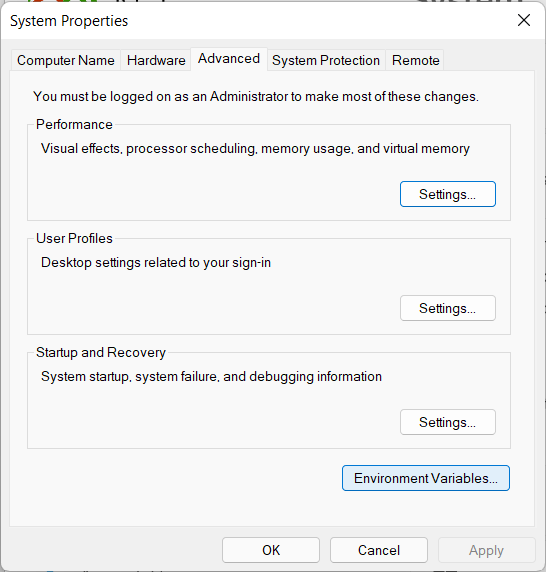 System Properties
Computer Name Hardware Advanced System Protection Remote
You must be logged on as an Administrator to make most of these changes.
Performance
Visual effects, processor scheduling, memory usage, and virtual memory
Settings...
User Profiles
Desktop settings related to your sign-in
Settings...
Startup and Recovery
System startup, system failure, and debugging information
Settings...
Environment Variables...
OK Cancel Apply